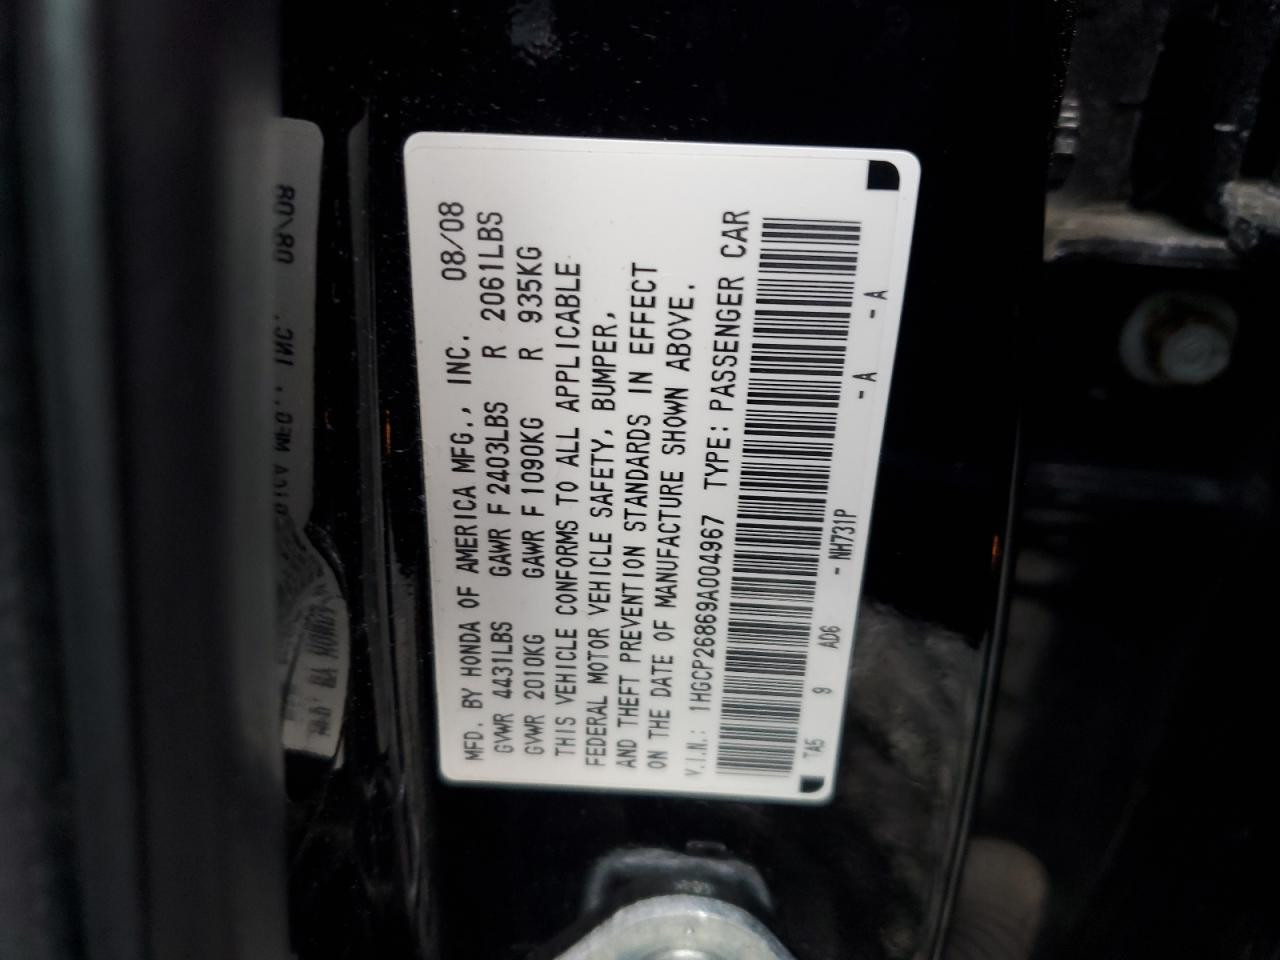 MFD. BY HONDA OF AMERICA MFG., INC. 08/08
GVWR 4431LBS GAWR F 2403LBS R 2061LBS
GVWR 2010KG GAWR F 1090KG R 935KG
THIS VEHICLE CONFORMS TO ALL APPLICABLE
FEDERAL MOTOR VEHICLE SAFETY, BUMPER,
AND THEFT PREVENTION STANDARDS IN EFFECT
ON THE DATE OF MANUFACTURE SHOWN ABOVE.
V.I.N.: 1HGCP26869A004967 TYPE: PASSENGER CAR
TA5 9 AD6 - NH731P - A - A